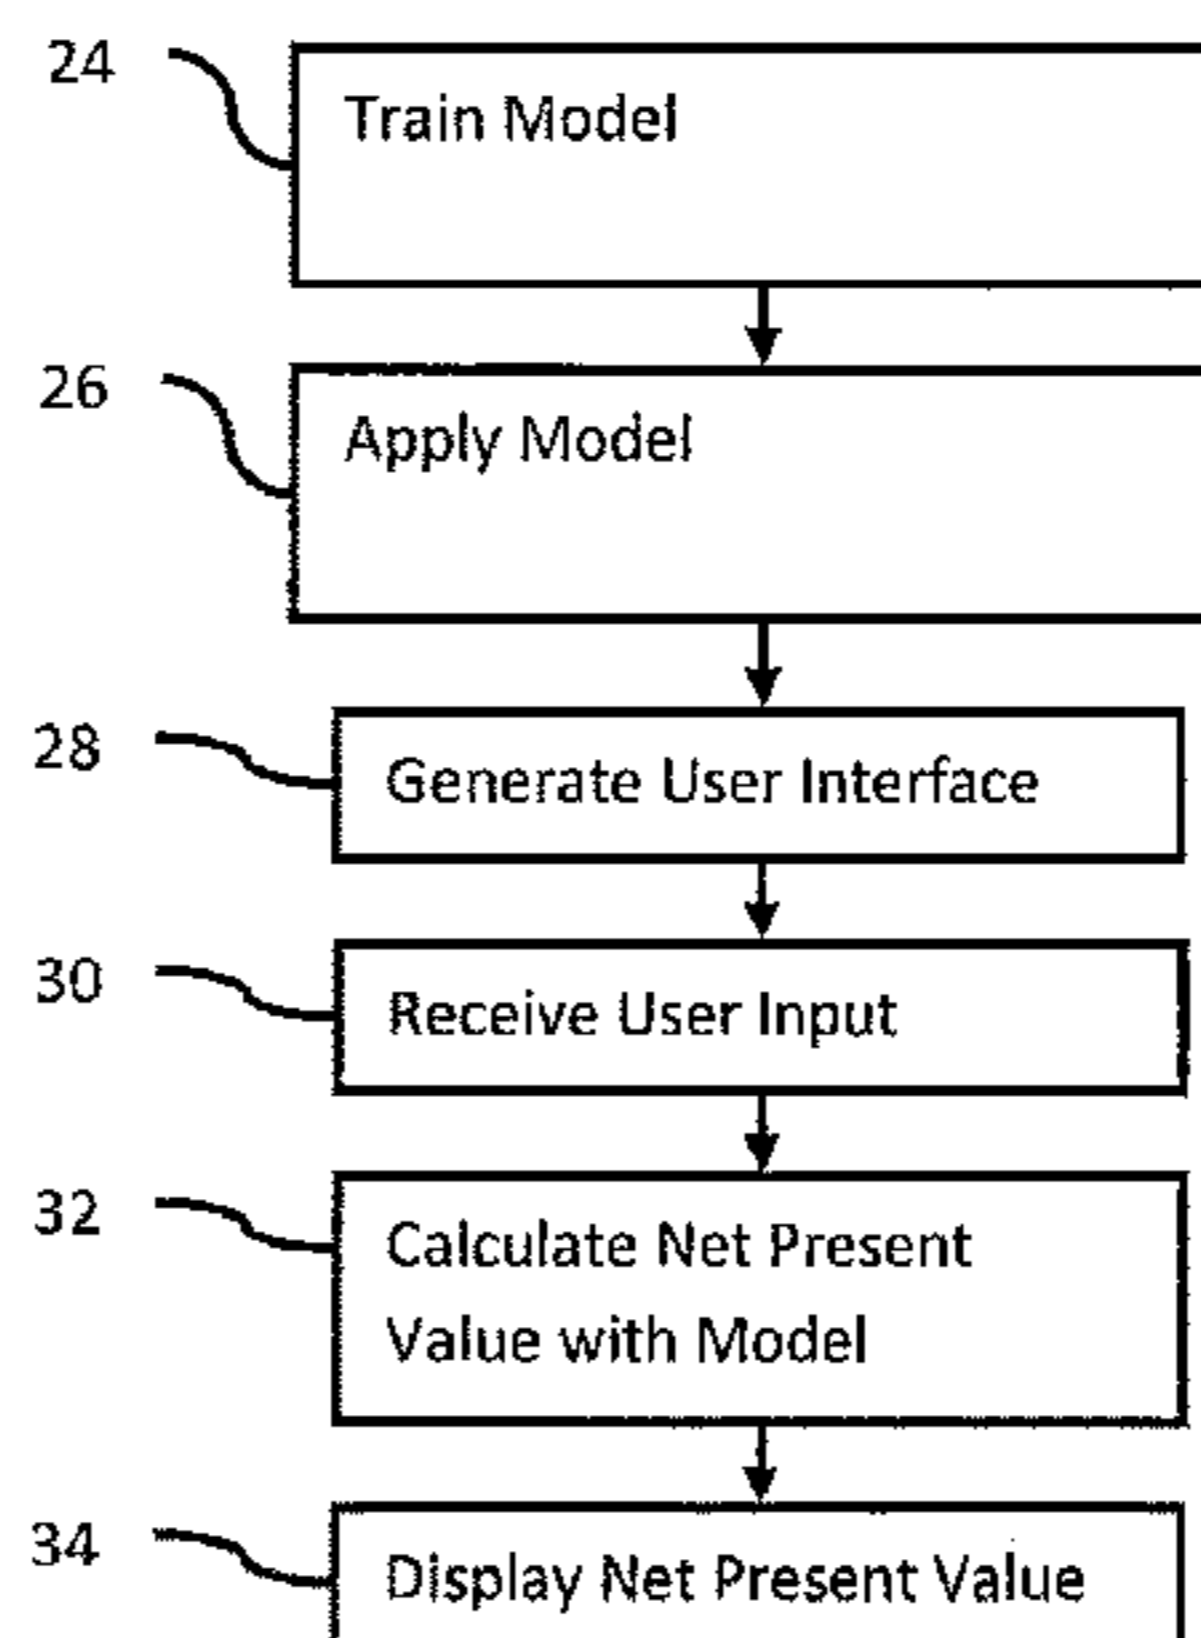 24
Train Model
26
Apply Model
28
Generate User Interface
30
Receive User Input
32
Calculate Net Present
Value with Model
34
Display Net Present Value